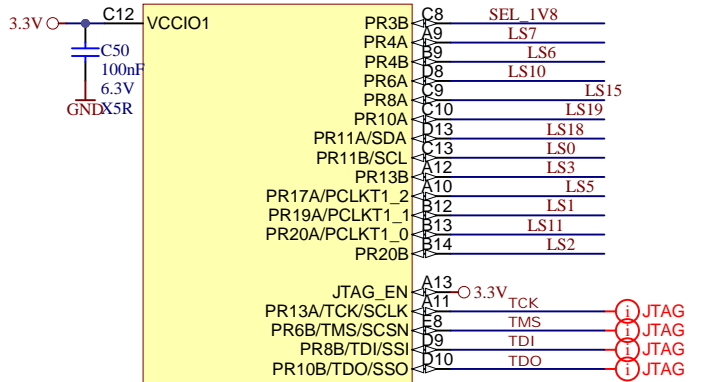 3.3V C12 VCCIO1 PR3B C8 SEL_1V8
PR4A A9 LS7
C50 PR4B B9 LS6
100nF PR6A D8 LS10
6.3V PR8A C9 LS15
GND X5R PR10A C10 LS19
PR11A/SDA D13 LS18
PR11B/SCL C13 LS0
PR13B A12 LS3
PR17A/PCLKT1_2 A10 LS5
PR19A/PCLKT1_1 B12 LS1
PR20A/PCLKT1_0 B13 LS11
PR20B B14 LS2
JTAG_EN A13 3.3V
PR13A/TCK/SCLK A11 TCK i JTAG
PR6B/TMS/SCSN E8 TMS i JTAG
PR8B/TDI/SSI D9 TDI i JTAG
PR10B/TDO/SSO D10 TDO i JTAG